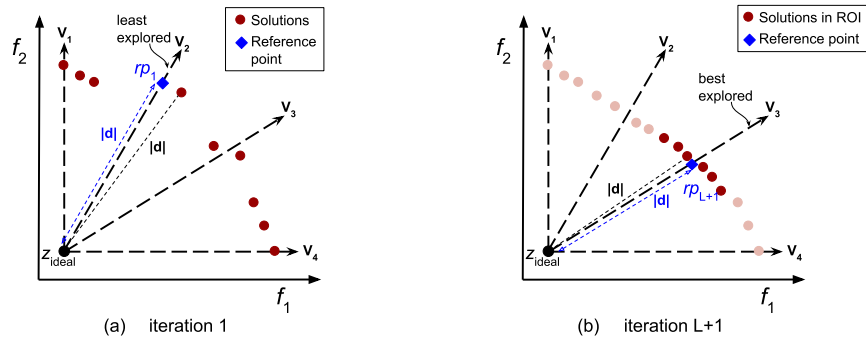 f2
V1
least
explored
V2
rp1
|d|
|d|
V3
zideal
V4
f1
Solutions
Reference
point
(a) iteration 1
f2
V1
V2
best
explored
V3
|d|
|d|
rpL+1
zideal
V4
f1
Solutions in ROI
Reference point
(b) iteration L+1